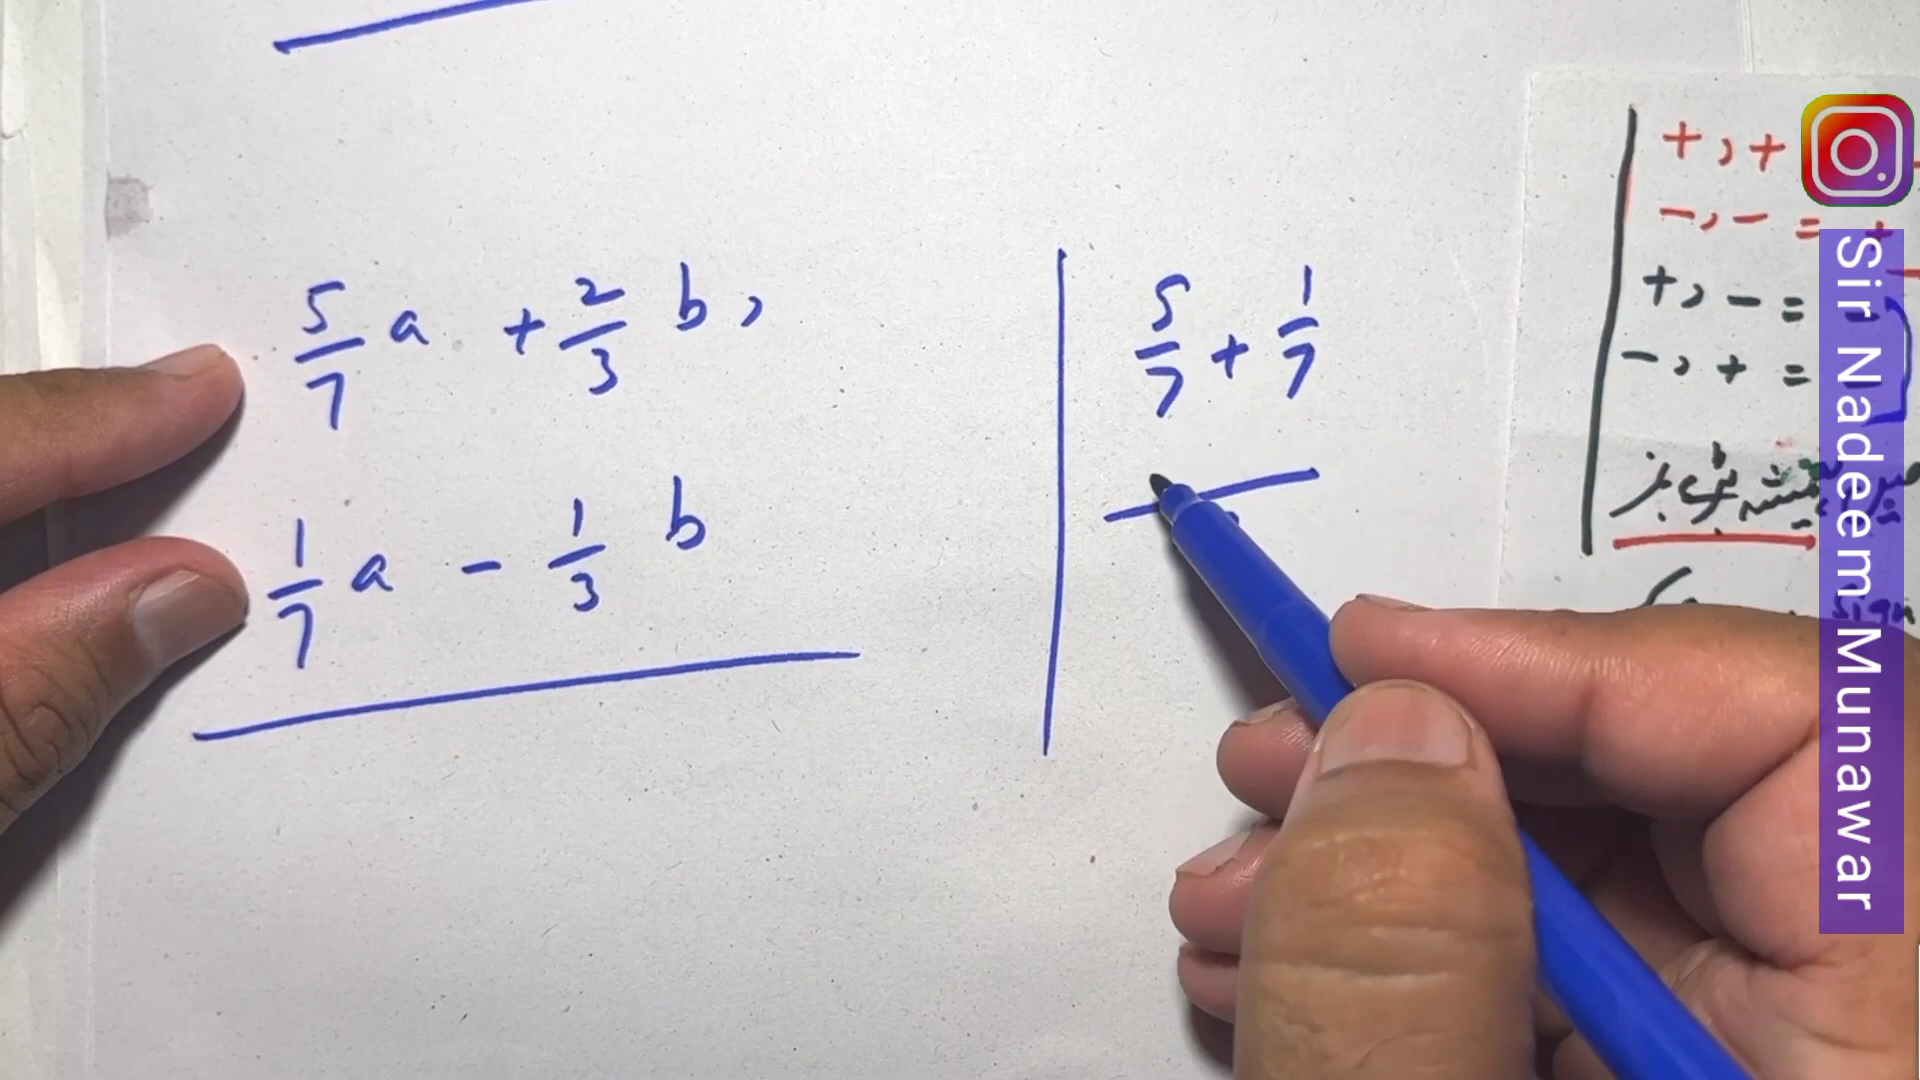 5/7 a + 2/3 b,
1/7 a - 1/3 b
5/7 + 1/7
+, +
-, - = +
+, - =
-, + =
Sir Nadeem Munawar